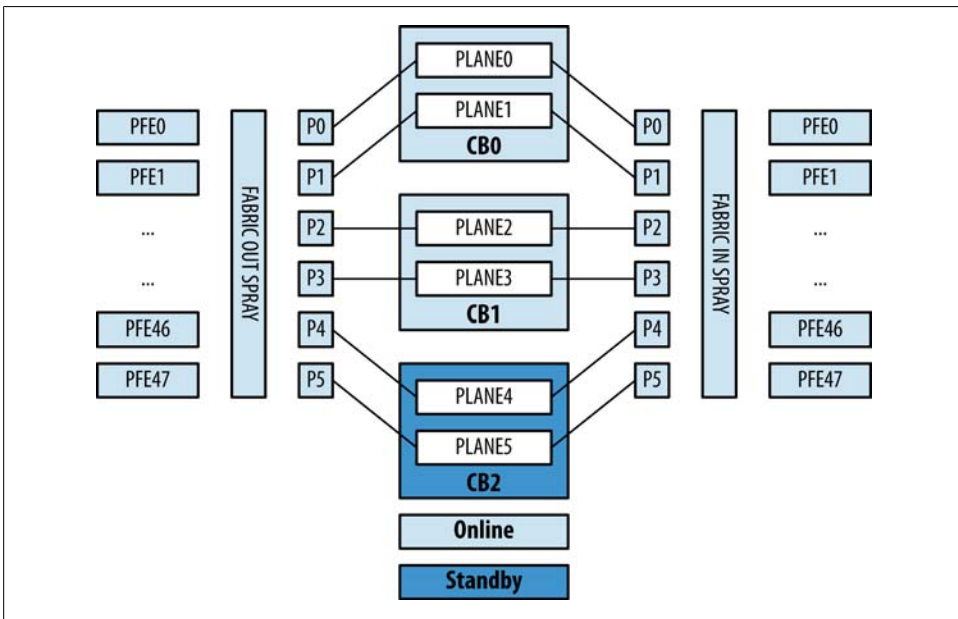 PFE0
PFE1
...
...
PFE46
PFE47
FABRIC OUT SPRAY
P0
P1
P2
P3
P4
P5
PLANE0
PLANE1
CB0
PLANE2
PLANE3
CB1
PLANE4
PLANE5
CB2
Online
Standby
P0
P1
P2
P3
P4
P5
FABRIC IN SPRAY
PFE0
PFE1
...
...
PFE46
PFE47